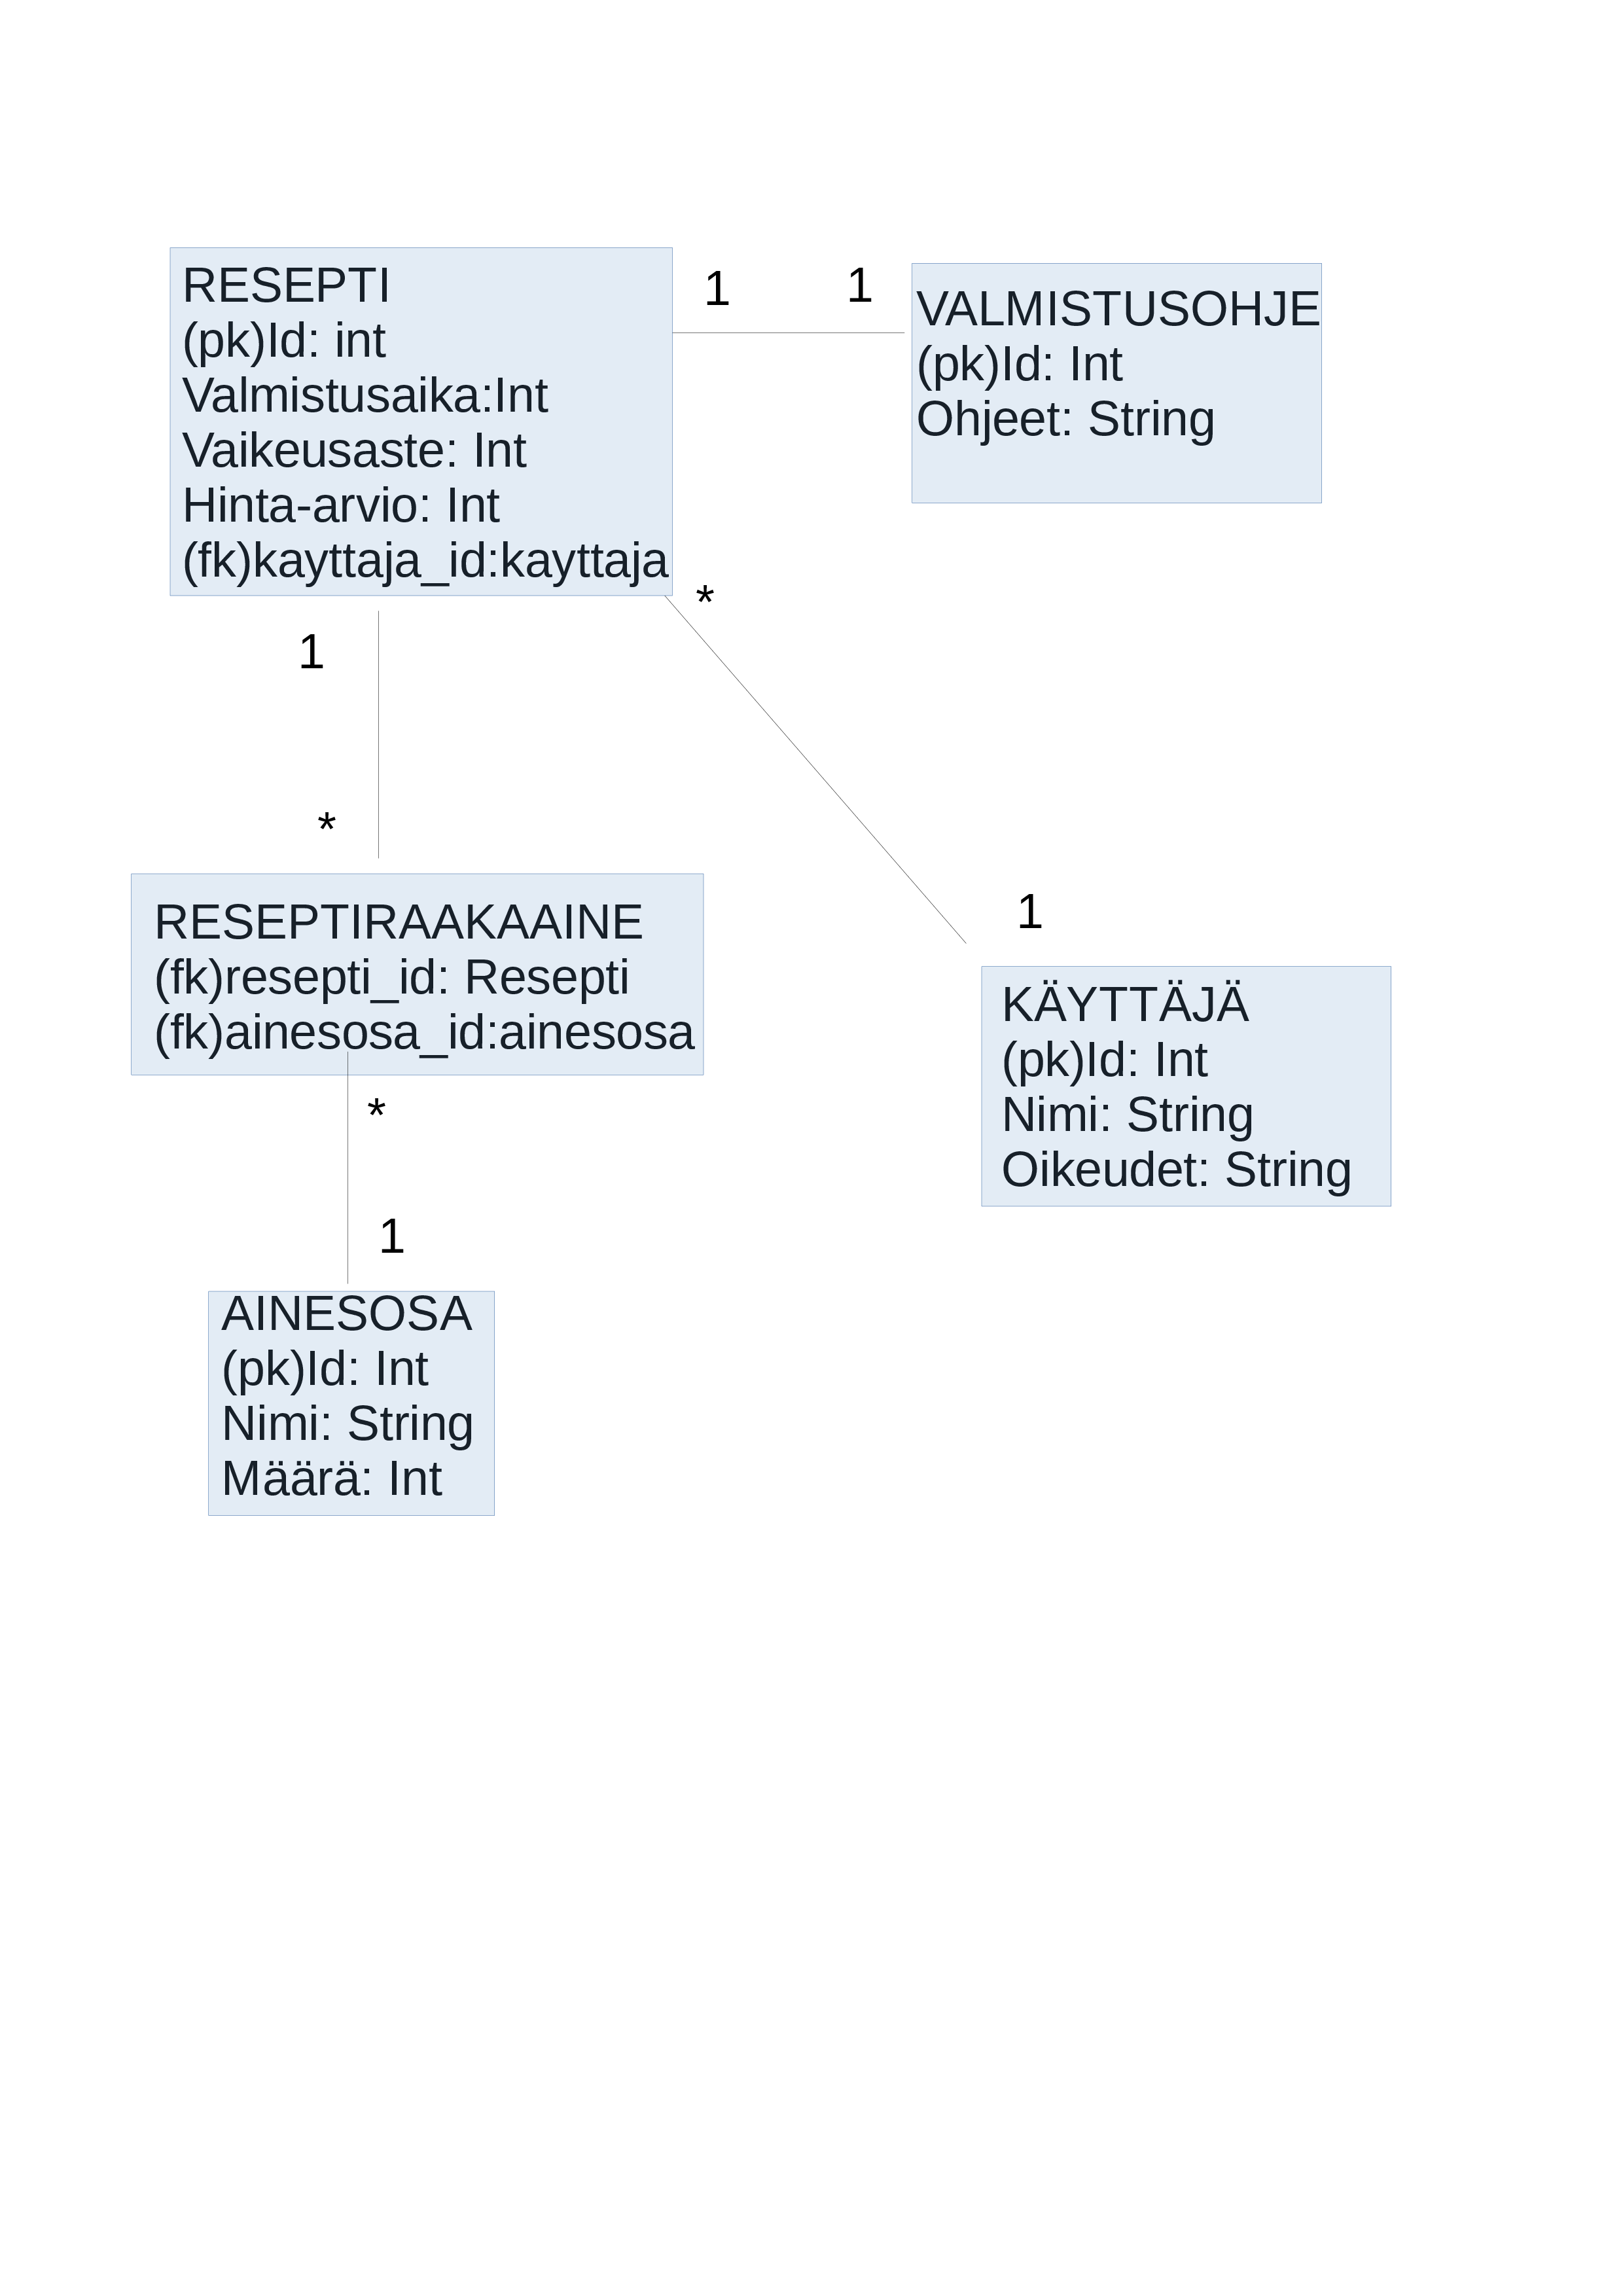 RESEPTI
(pk)Id: int
Valmistusaika:Int
Vaikeusaste: Int
Hinta-arvio: Int
(fk)kayttaja_id:kayttaja
1
1
VALMISTUSOHJE
(pk)Id: Int
Ohjeet: String
*
1
*
1
RESEPTIRAAKAAINE
(fk)resepti_id: Resepti
(fk)ainesosa_id:ainesosa
KÄYTTÄJÄ
(pk)Id: Int
Nimi: String
Oikeudet: String
*
1
AINESOSA
(pk)Id: Int
Nimi: String
Määrä: Int